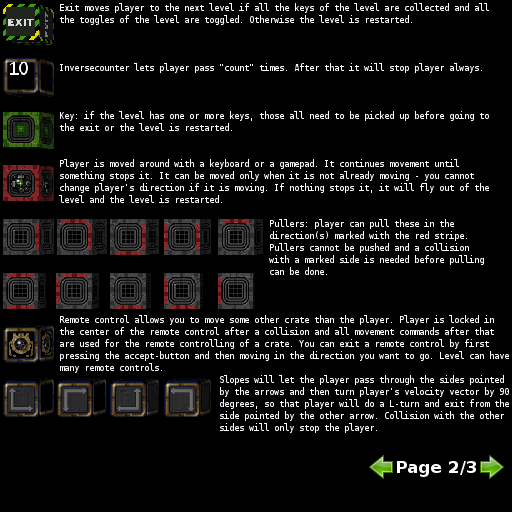 EXIT
Exit moves player to the next level if all the keys of the level are collected and all
the toggles of the level are toggled. Otherwise the level is restarted.
10
Inversecounter lets player pass "count" times. After that it will stop player always.
Key: if the level has one or more keys, those all need to be picked up before going to
the exit or the level is restarted.
Player is moved around with a keyboard or a gamepad. It continues movement until
something stops it. It can be moved only when it is not already moving - you cannot
change player's direction if it is moving. If nothing stops it, it will fly out of the
level and the level is restarted.
Pullers: player can pull these in the
direction(s) marked with the red stripe.
Pullers cannot be pushed and a collision
with a marked side is needed before pulling
can be done.
Remote control allows you to move some other crate than the player. Player is locked in
the center of the remote control after a collision and all movement commands after that
are used for the remote controlling of a crate. You can exit a remote control by first
pressing the accept-button and then moving in the direction you want to go. Level can have
many remote controls.
Slopes will let the player pass through the sides pointed
by the arrows and then turn player's velocity vector by 90
degrees, so that player will do a L-turn and exit from the
side pointed by the other arrow. Collision with the other
sides will only stop the player.
Page 2/3